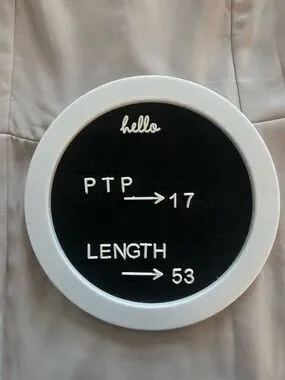 hello
PTP
→ 17
LENGTH
→ 53